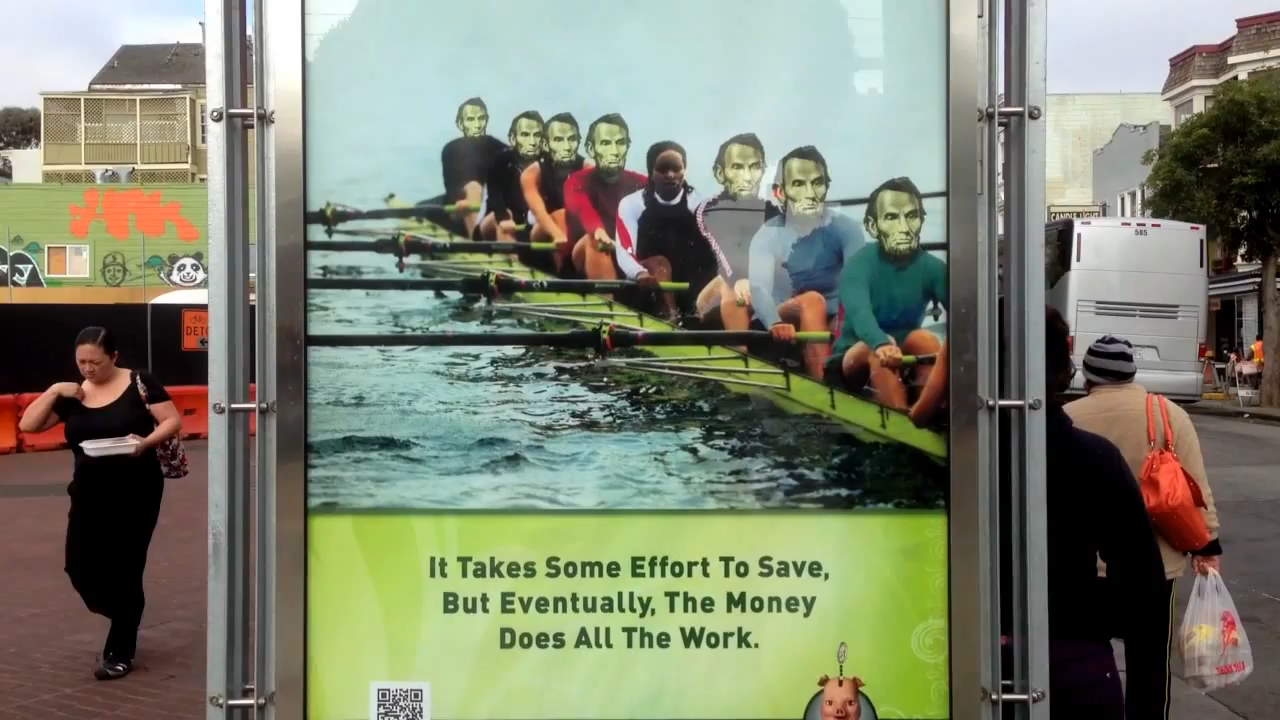 It Takes Some Effort To Save,
But Eventually, The Money
Does All The Work.
CANDLE LIGHT
585
DETO